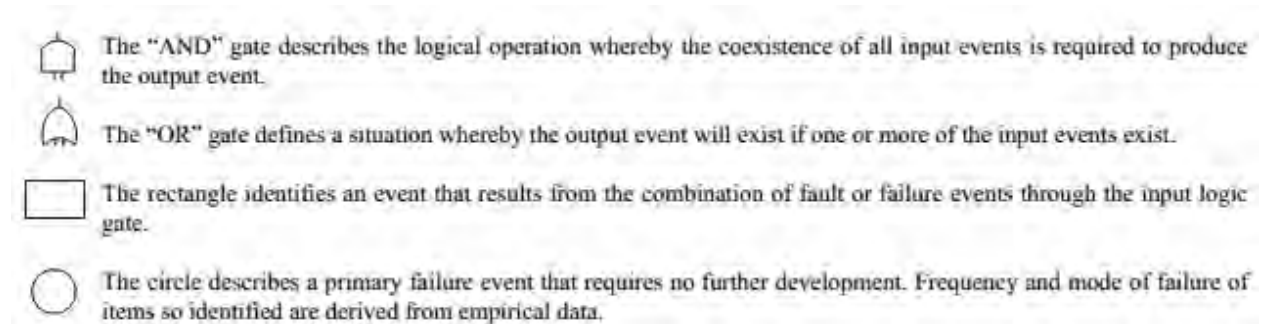 The “AND” gate describes the logical operation whereby the coexistence of all input events is required to produce
the output event.
The “OR” gate defines a situation whereby the output event will exist if one or more of the input events exist.
The rectangle identifies an event that results from the combination of fault or failure events through the input logic
gate.
The circle describes a primary failure event that requires no further development. Frequency and mode of failure of
items so identified are derived from empirical data.